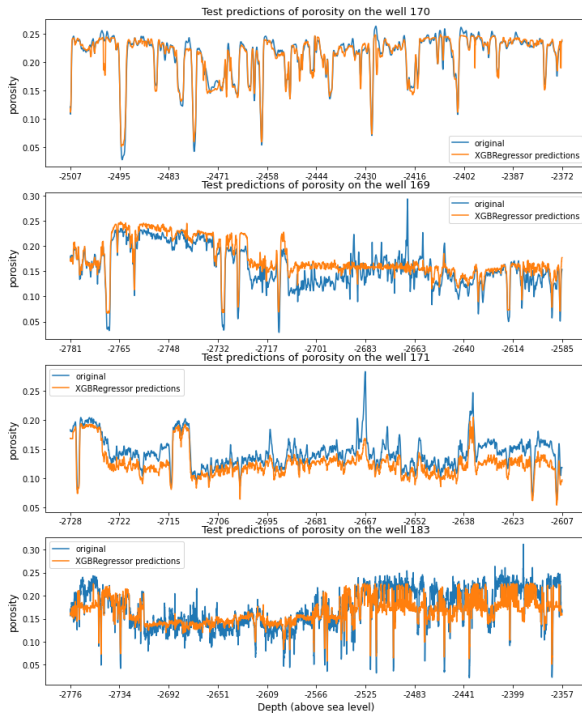 Test predictions of porosity on the well 170
porosity
0.25
0.20
0.15
0.10
0.05
original
XGBRegressor predictions
-2507 -2495 -2483 -2471 -2458 -2444 -2430 -2416 -2402 -2387 -2372
Test predictions of porosity on the well 169
porosity
0.30
0.25
0.20
0.15
0.10
0.05
original
XGBRegressor predictions
-2781 -2765 -2748 -2732 -2717 -2701 -2683 -2663 -2640 -2614 -2585
Test predictions of porosity on the well 171
porosity
0.25
0.20
0.15
0.10
0.05
original
XGBRegressor predictions
-2728 -2722 -2715 -2706 -2695 -2681 -2667 -2652 -2638 -2623 -2607
Test predictions of porosity on the well 183
porosity
0.30
0.25
0.20
0.15
0.10
0.05
original
XGBRegressor predictions
-2776 -2734 -2692 -2651 -2609 -2566 -2525 -2483 -2441 -2399 -2357
Depth (above sea level)